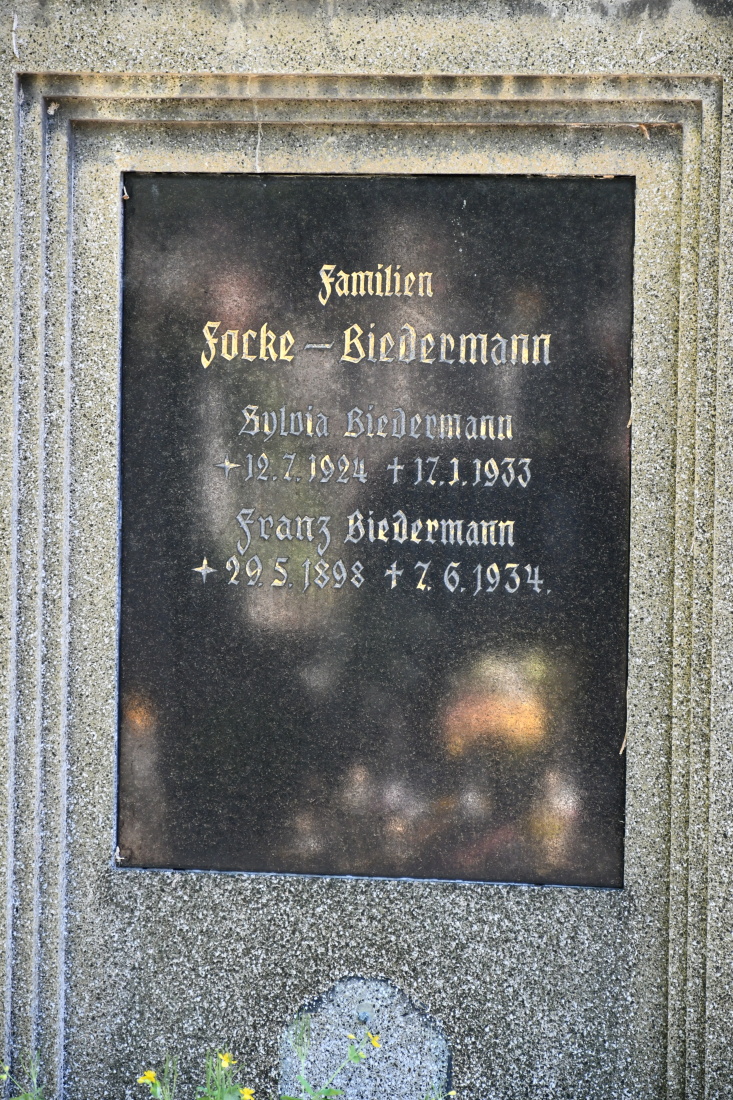 Familien
Focke – Biedermann
Sylvia Biedermann
✦ 12.7.1924 ✝ 17.1.1933
Franz Biedermann
✦ 29.5.1898 ✝ 7.6.1934.